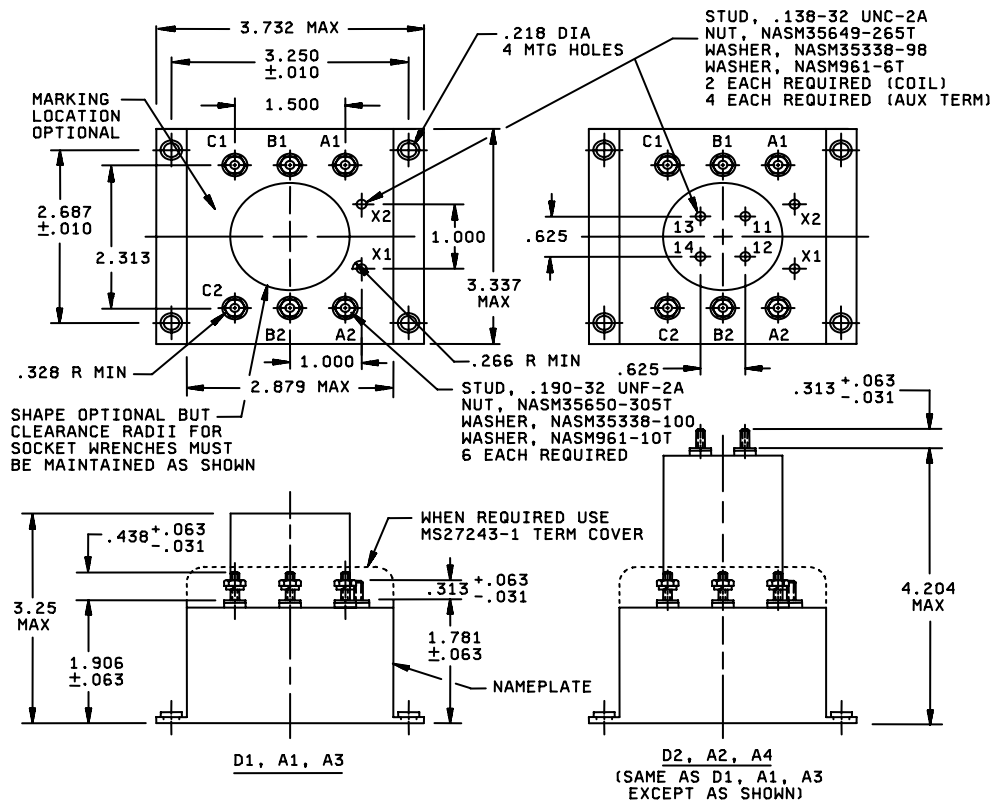 3.732 MAX
3.250
±.010
1.500
.218 DIA
4 MTG HOLES
STUD, .138-32 UNC-2A
NUT, NASM35649-265T
WASHER, NASM35338-98
WASHER, NASM961-6T
2 EACH REQUIRED (COIL)
4 EACH REQUIRED (AUX TERM)
MARKING
LOCATION
OPTIONAL
C1
B1
A1
X2
X1
C2
B2
A2
2.687
±.010
2.313
1.000
3.337
MAX
1.000
.328 R MIN
.266 R MIN
2.879 MAX
SHAPE OPTIONAL BUT
CLEARANCE RADII FOR
SOCKET WRENCHES MUST
BE MAINTAINED AS SHOWN
STUD, .190-32 UNF-2A
NUT, NASM35650-305T
WASHER, NASM35338-100
WASHER, NASM961-10T
6 EACH REQUIRED
C1
B1
A1
13
11
X2
14
12
X1
C2
B2
A2
.625
.625
.313 +.063
-.031
WHEN REQUIRED USE
MS27243-1 TERM COVER
.438 +.063
-.031
.313 +.063
-.031
3.25
MAX
1.906
±.063
1.781
±.063
NAMEPLATE
4.204
MAX
D1, A1, A3
D2, A2, A4
(SAME AS D1, A1, A3
EXCEPT AS SHOWN)